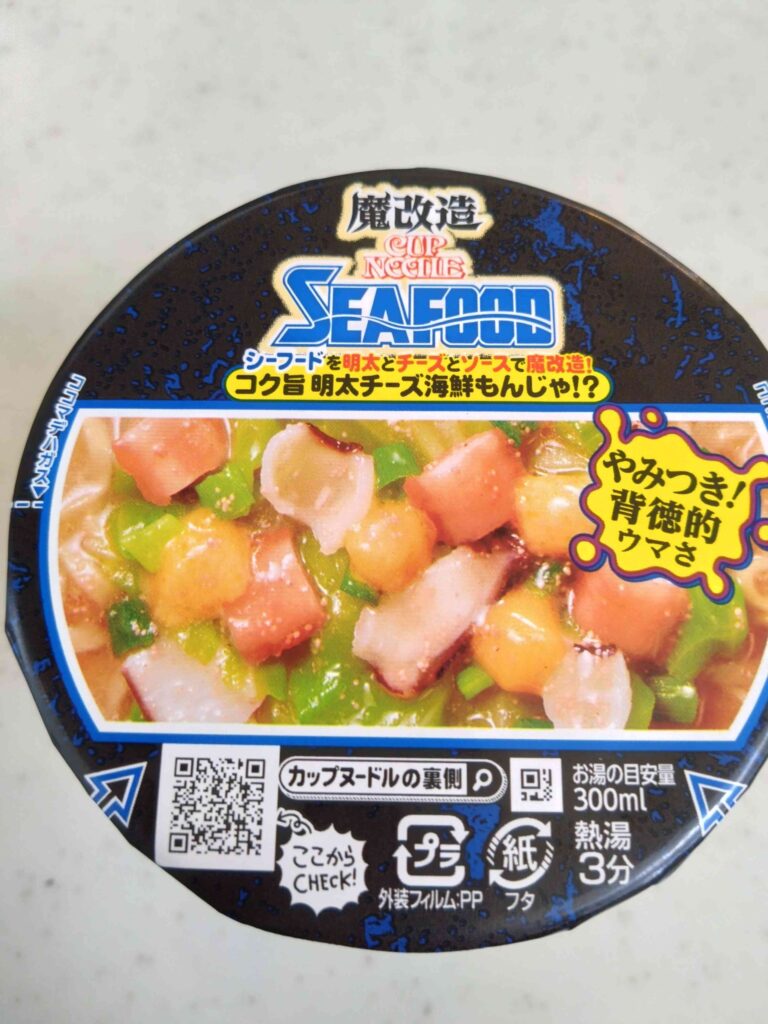 魔改造
CUP
NOODLE
SEAFOOD
シーフードを明太とチーズとソースで魔改造!
コク旨 明太チーズ海鮮もんじゃ!?
やみつき!
背徳的
ウマさ
カップヌードルの裏側
ここから
CHECK!
プラ
外装フィルム:PP
紙
フタ
お湯の目安量
300ml
熱湯
3分